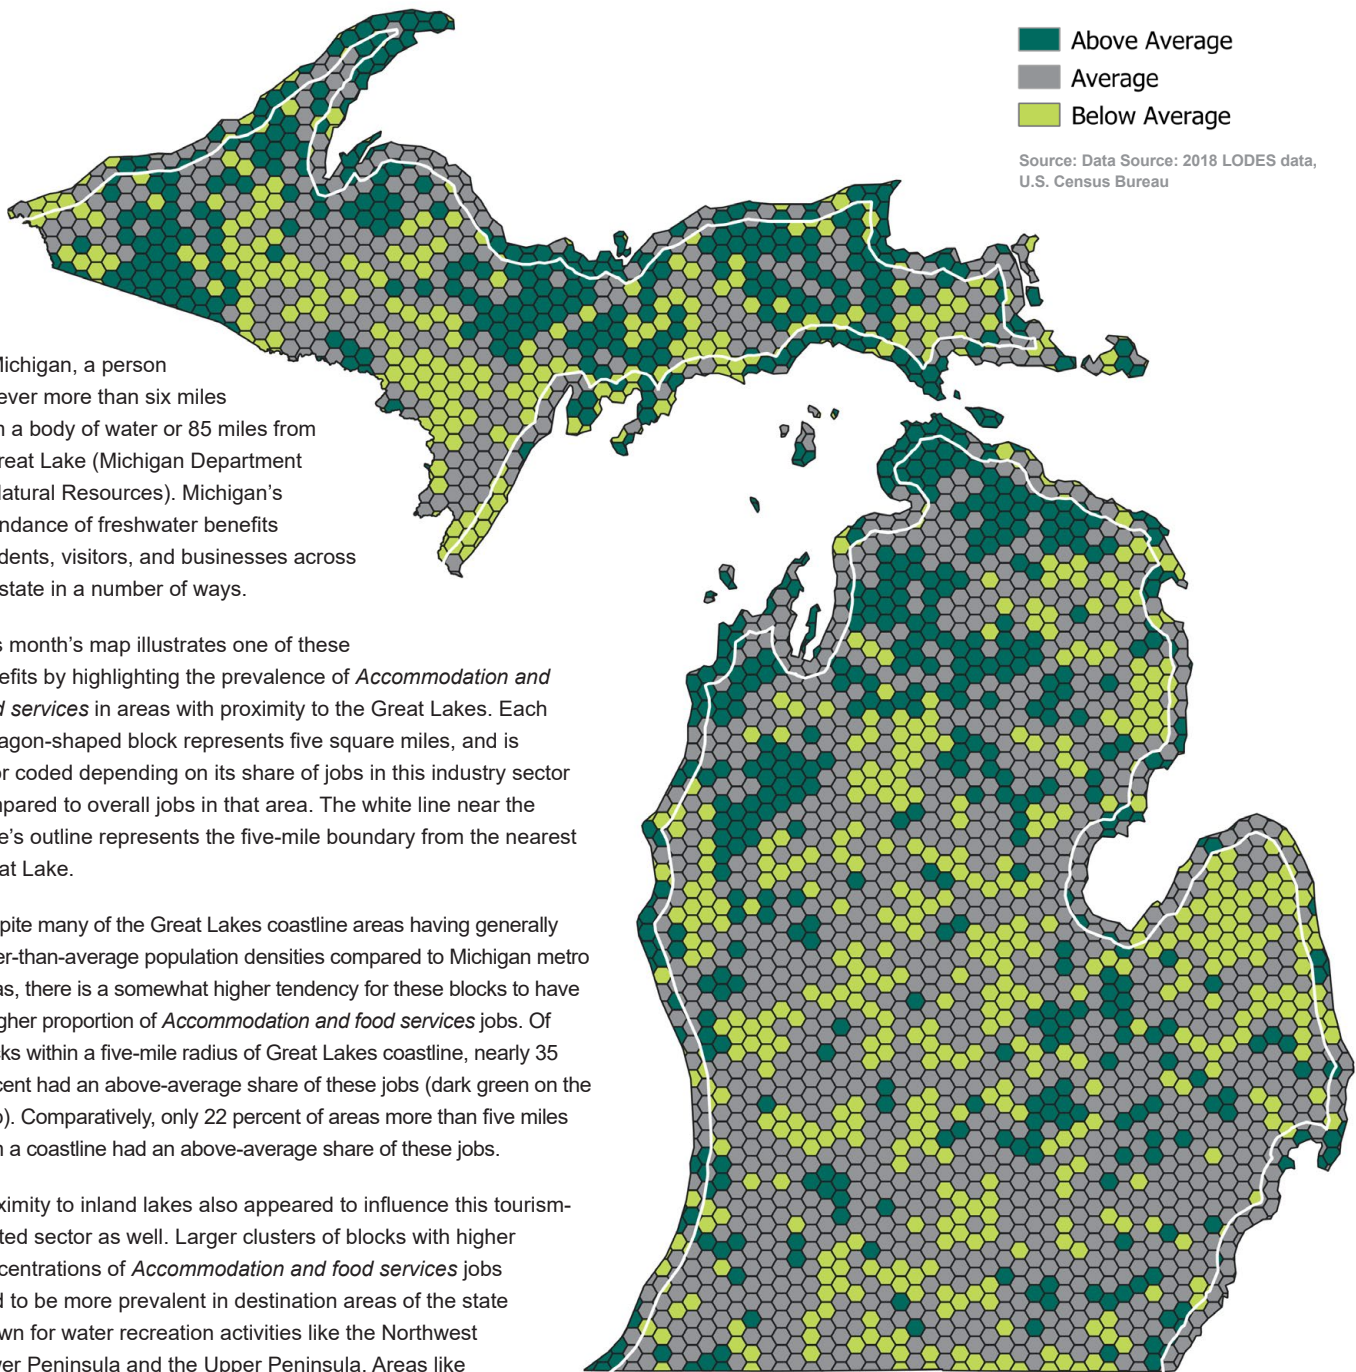 Above Average
Average
Below Average
Source: Data Source: 2018 LODES data,
U.S. Census Bureau
Michigan, a person
ever more than six miles
n a body of water or 85 miles from
reat Lake (Michigan Department
Natural Resources). Michigan's
ndance of freshwater benefits
dents, visitors, and businesses across
state in a number of ways.
s month's map illustrates one of these
efits by highlighting the prevalence of Accommodation and
d services in areas with proximity to the Great Lakes. Each
agon-shaped block represents five square miles, and is
or coded depending on its share of jobs in this industry sector
mpared to overall jobs in that area. The white line near the
e's outline represents the five-mile boundary from the nearest
at Lake.
pite many of the Great Lakes coastline areas having generally
er-than-average population densities compared to Michigan metro
as, there is a somewhat higher tendency for these blocks to have
igher proportion of Accommodation and food services jobs. Of
cks within a five-mile radius of Great Lakes coastline, nearly 35
cent had an above-average share of these jobs (dark green on the
p). Comparatively, only 22 percent of areas more than five miles
n a coastline had an above-average share of these jobs.
ximity to inland lakes also appeared to influence this tourism-
ted sector as well. Larger clusters of blocks with higher
centrations of Accommodation and food services jobs
d to be more prevalent in destination areas of the state
wn for water recreation activities like the Northwest
ver Peninsula and the Upper Peninsula. Areas like